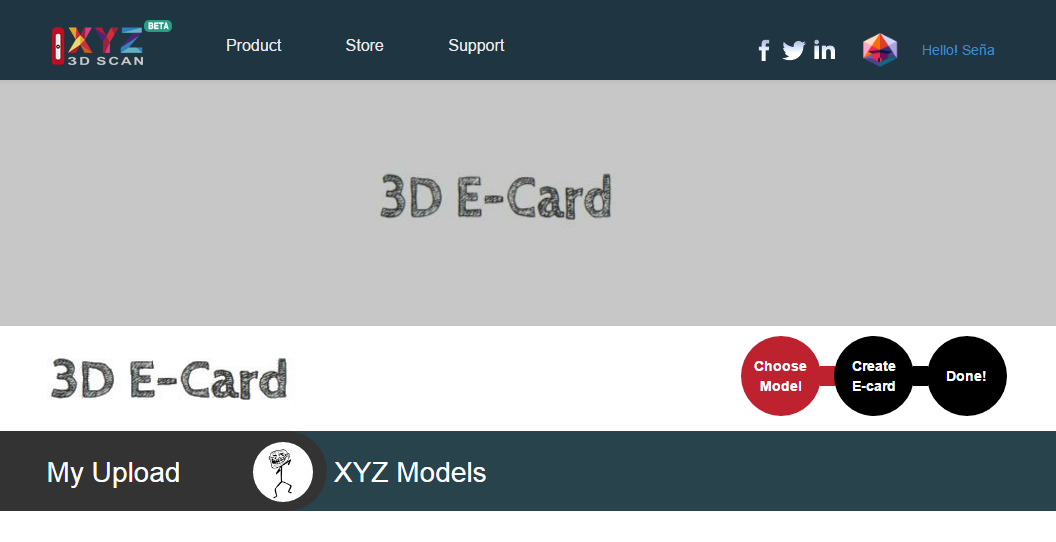 XYZ BETA
3D SCAN
Product Store Support
f in
Hello! Seña
3D E-Card
3D E-Card
Choose
Model
Create
E-card
Done!
My Upload
XYZ Models